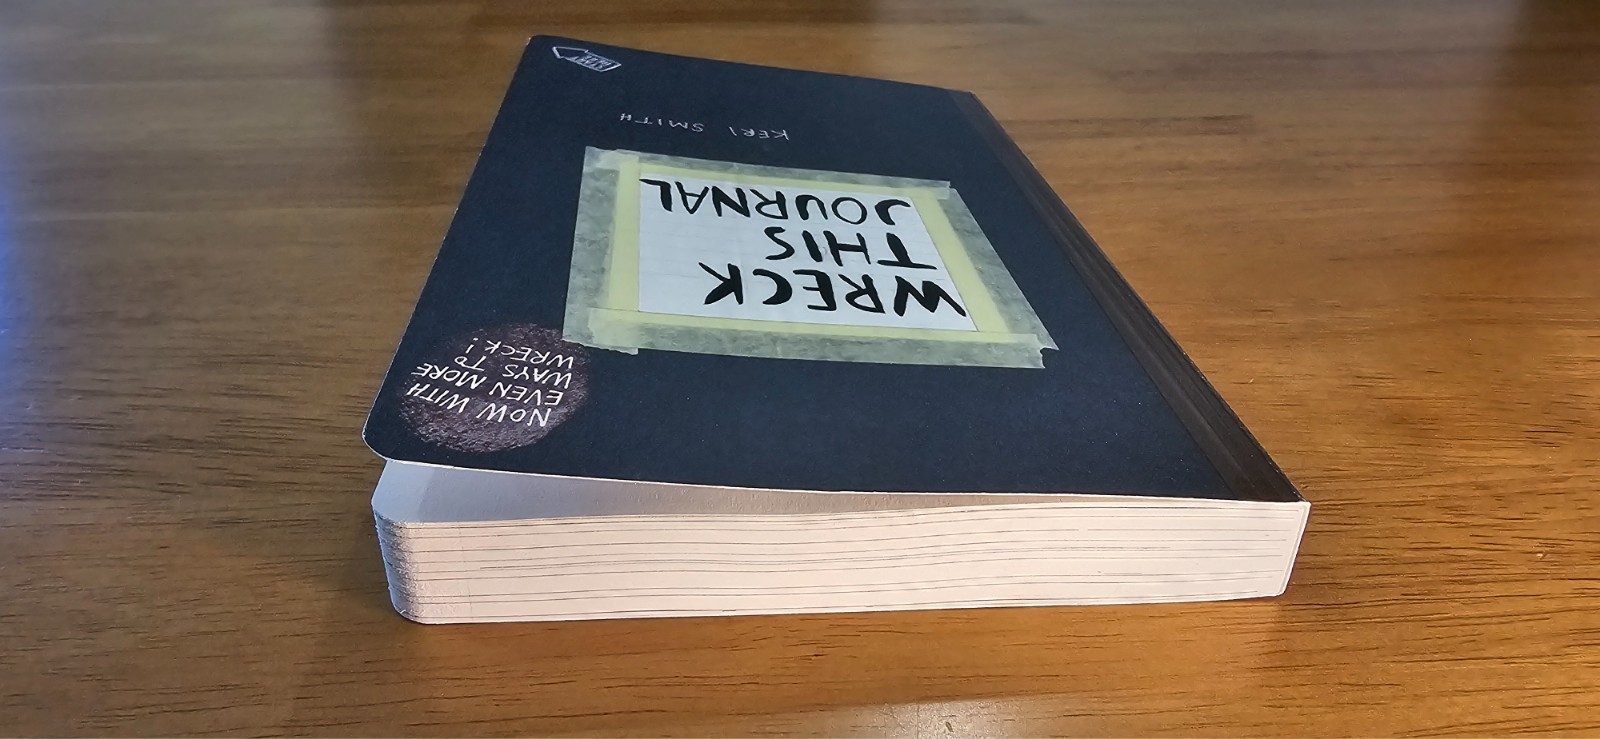 WRECK
THIS
JOURNAL
KERI SMITH
NOW WITH
EVEN MORE
WAYS TO
WRECK!